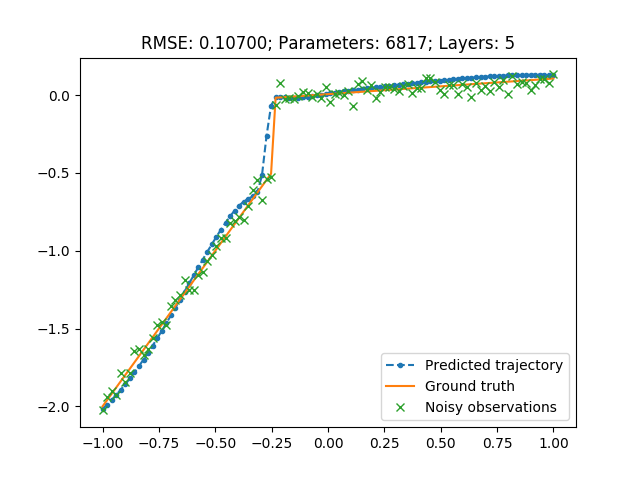 RMSE: 0.10700; Parameters: 6817; Layers: 5
0.0
−0.5
−1.0
−1.5
−2.0
Predicted trajectory
Ground truth
Noisy observations
−1.00 −0.75 −0.50 −0.25 0.00 0.25 0.50 0.75 1.00